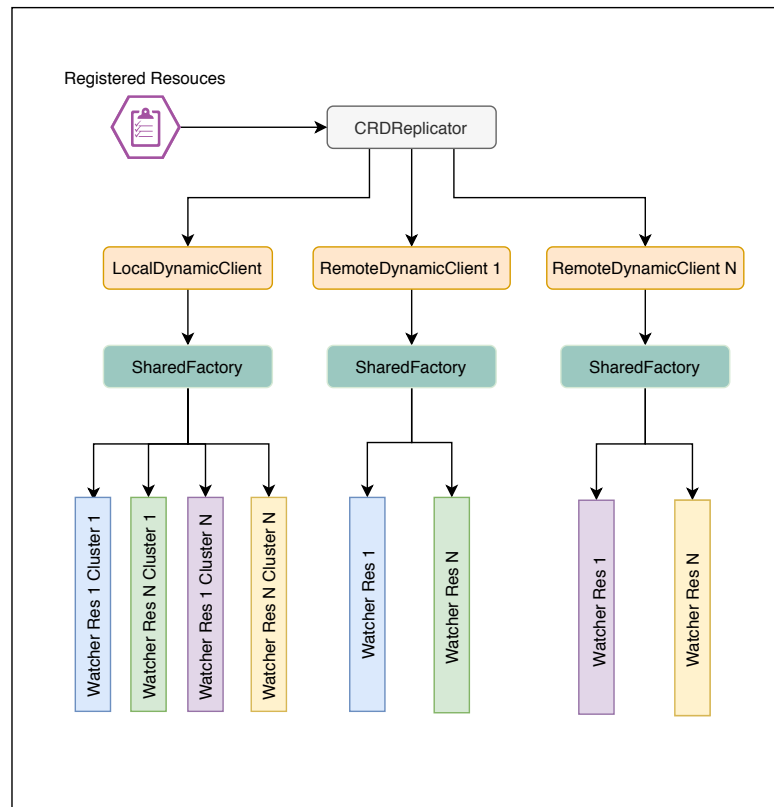 Registered Resouces
CRDReplicator
LocalDynamicClient
RemoteDynamicClient 1
RemoteDynamicClient N
SharedFactory
SharedFactory
SharedFactory
Watcher Res 1 Cluster 1
Watcher Res N Cluster 1
Watcher Res 1 Cluster N
Watcher Res N Cluster N
Watcher Res 1
Watcher Res N
Watcher Res 1
Watcher Res N